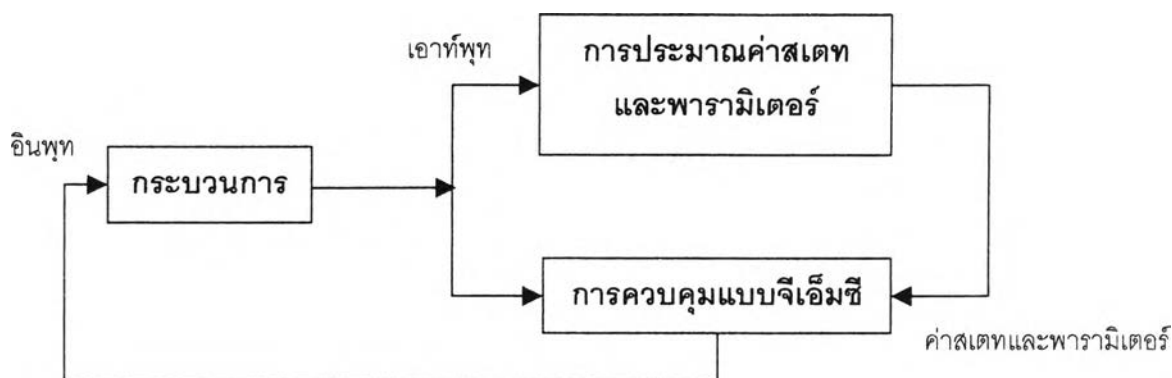 เอาท์พุท
การประมาณค่าสเตท
และพารามิเตอร์
อินพุท
กระบวนการ
การควบคุมแบบจีเอ็มซี
ค่าสเตทและพารามิเตอร์